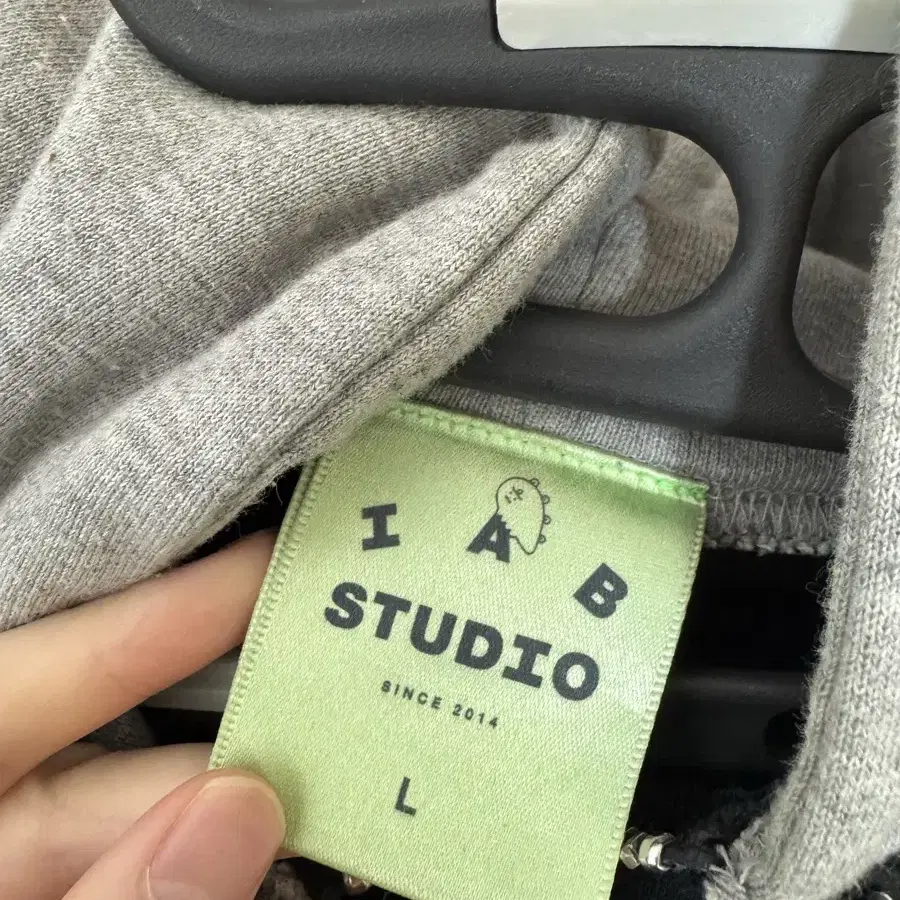 I A B
STUDIO
SINCE 2014
L